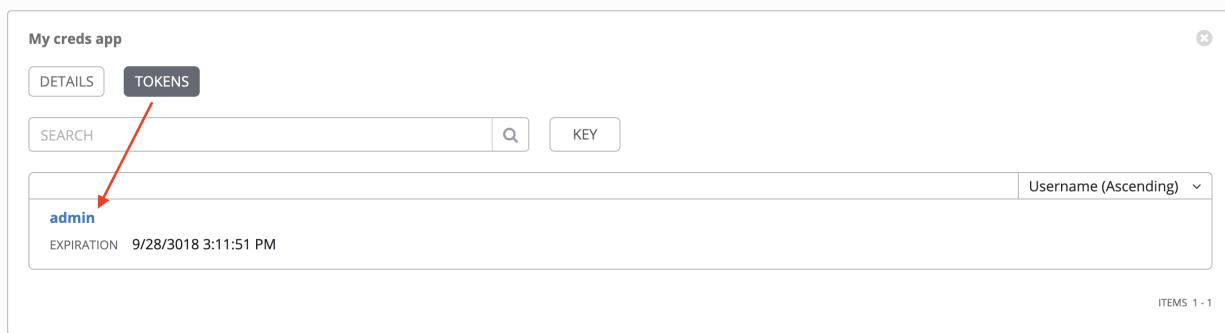 My creds app
DETAILS TOKENS
SEARCH KEY
Username (Ascending)
admin
EXPIRATION 9/28/3018 3:11:51 PM
ITEMS 1 - 1